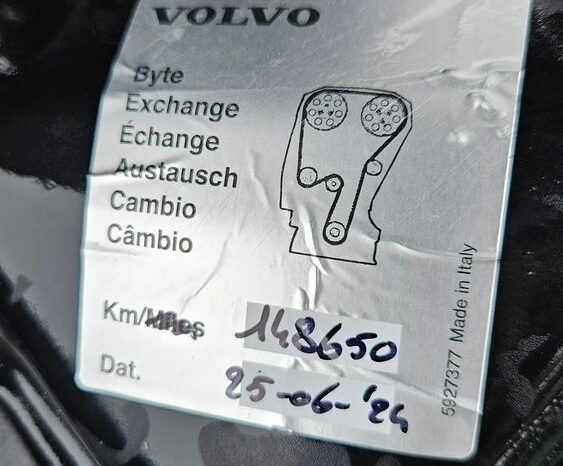 VOLVO
Byte
Exchange
Échange
Austausch
Cambio
Câmbio
Km/Miles 148650
Dat. 25-06-'24
5927377 Made in Italy